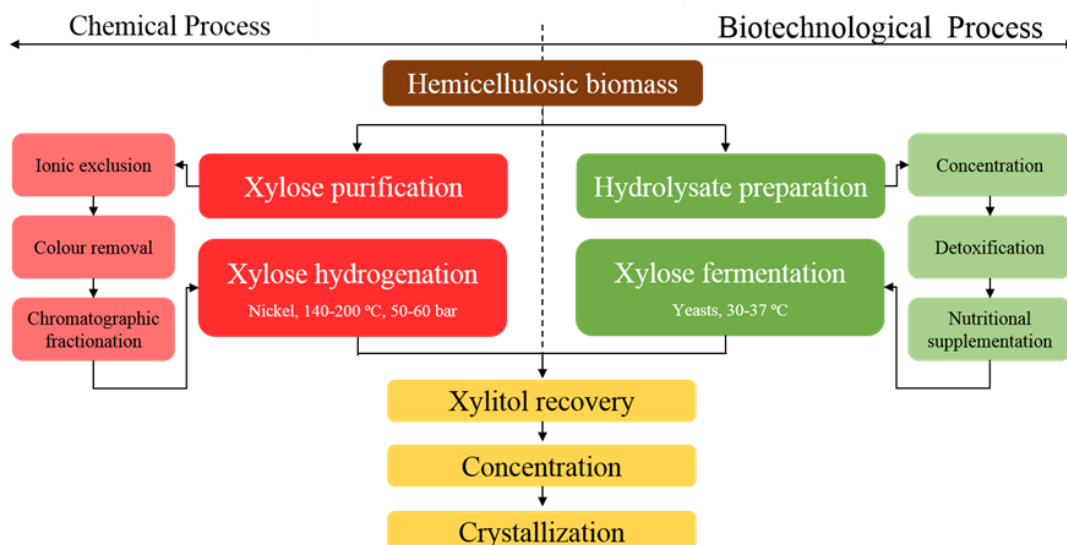 Chemical Process
Biotechnological Process
Hemicellulosic biomass
Ionic exclusion
Xylose purification
Hydrolysate preparation
Concentration
Colour removal
Detoxification
Xylose hydrogenation
Nickel, 140-200 ºC, 50-60 bar
Xylose fermentation
Yeasts, 30-37 ºC
Chromatographic
fractionation
Nutritional
supplementation
Xylitol recovery
Concentration
Crystallization